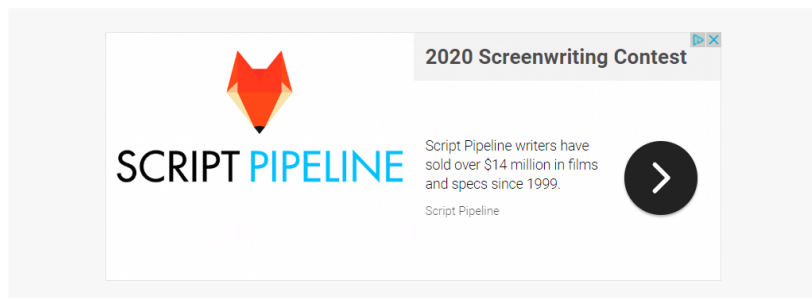 SCRIPT PIPELINE
2020 Screenwriting Contest
Script Pipeline writers have
sold over $14 million in films
and specs since 1999.
Script Pipeline